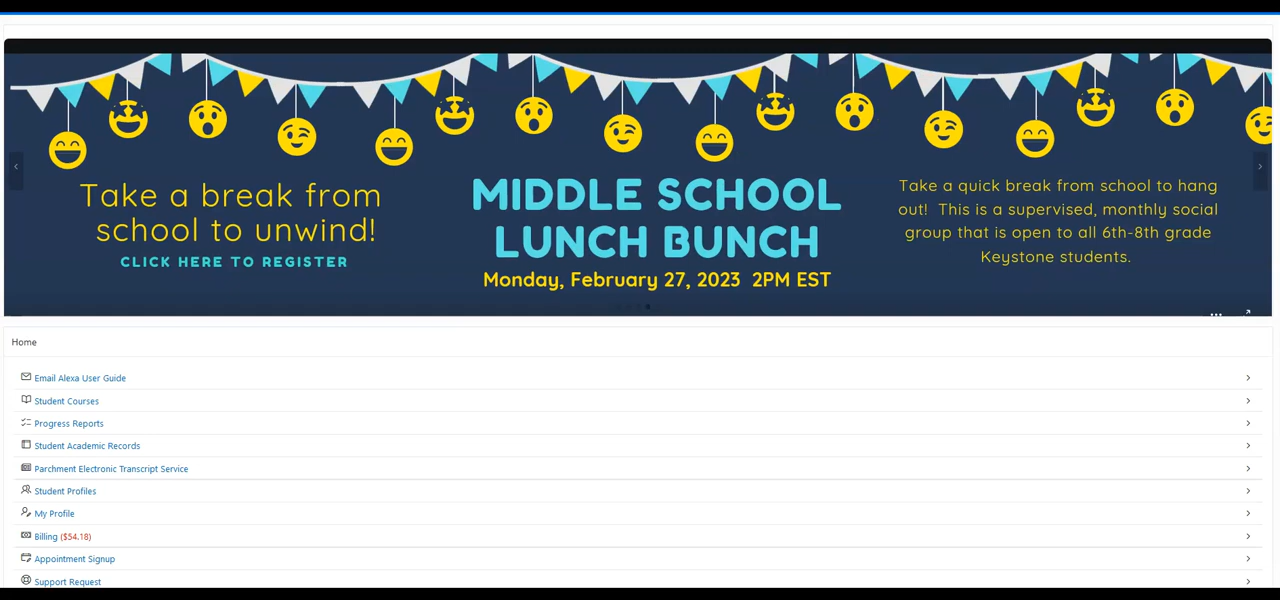 Take a break from
school to unwind!
CLICK HERE TO REGISTER
MIDDLE SCHOOL
LUNCH BUNCH
Monday, February 27, 2023 2PM EST
Take a quick break from school to hang
out! This is a supervised, monthly social
group that is open to all 6th-8th grade
Keystone students.
Home
Email Alexa User Guide
Student Courses
Progress Reports
Student Academic Records
Parchment Electronic Transcript Service
Student Profiles
My Profile
Billing ($54.18)
Appointment Signup
Support Request